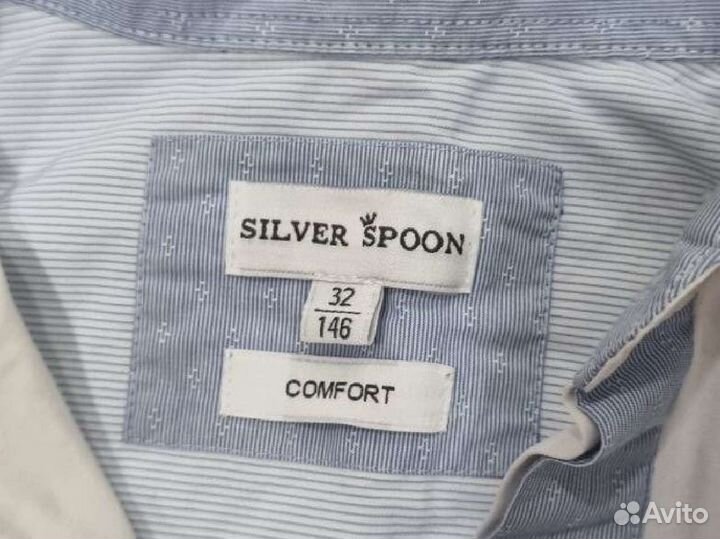 SILVER SPOON
32
146
COMFORT
Avito